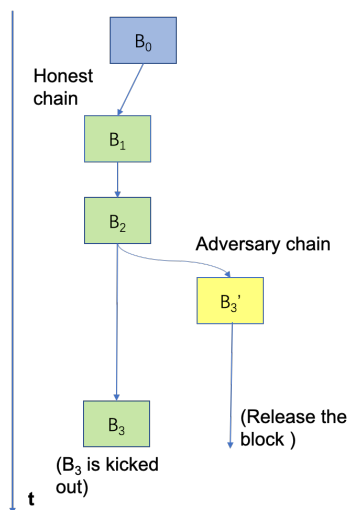 B₀
Honest
chain
B₁
B₂
Adversary chain
B₃’
B₃
(Release the
block )
(B₃ is kicked
out)
t